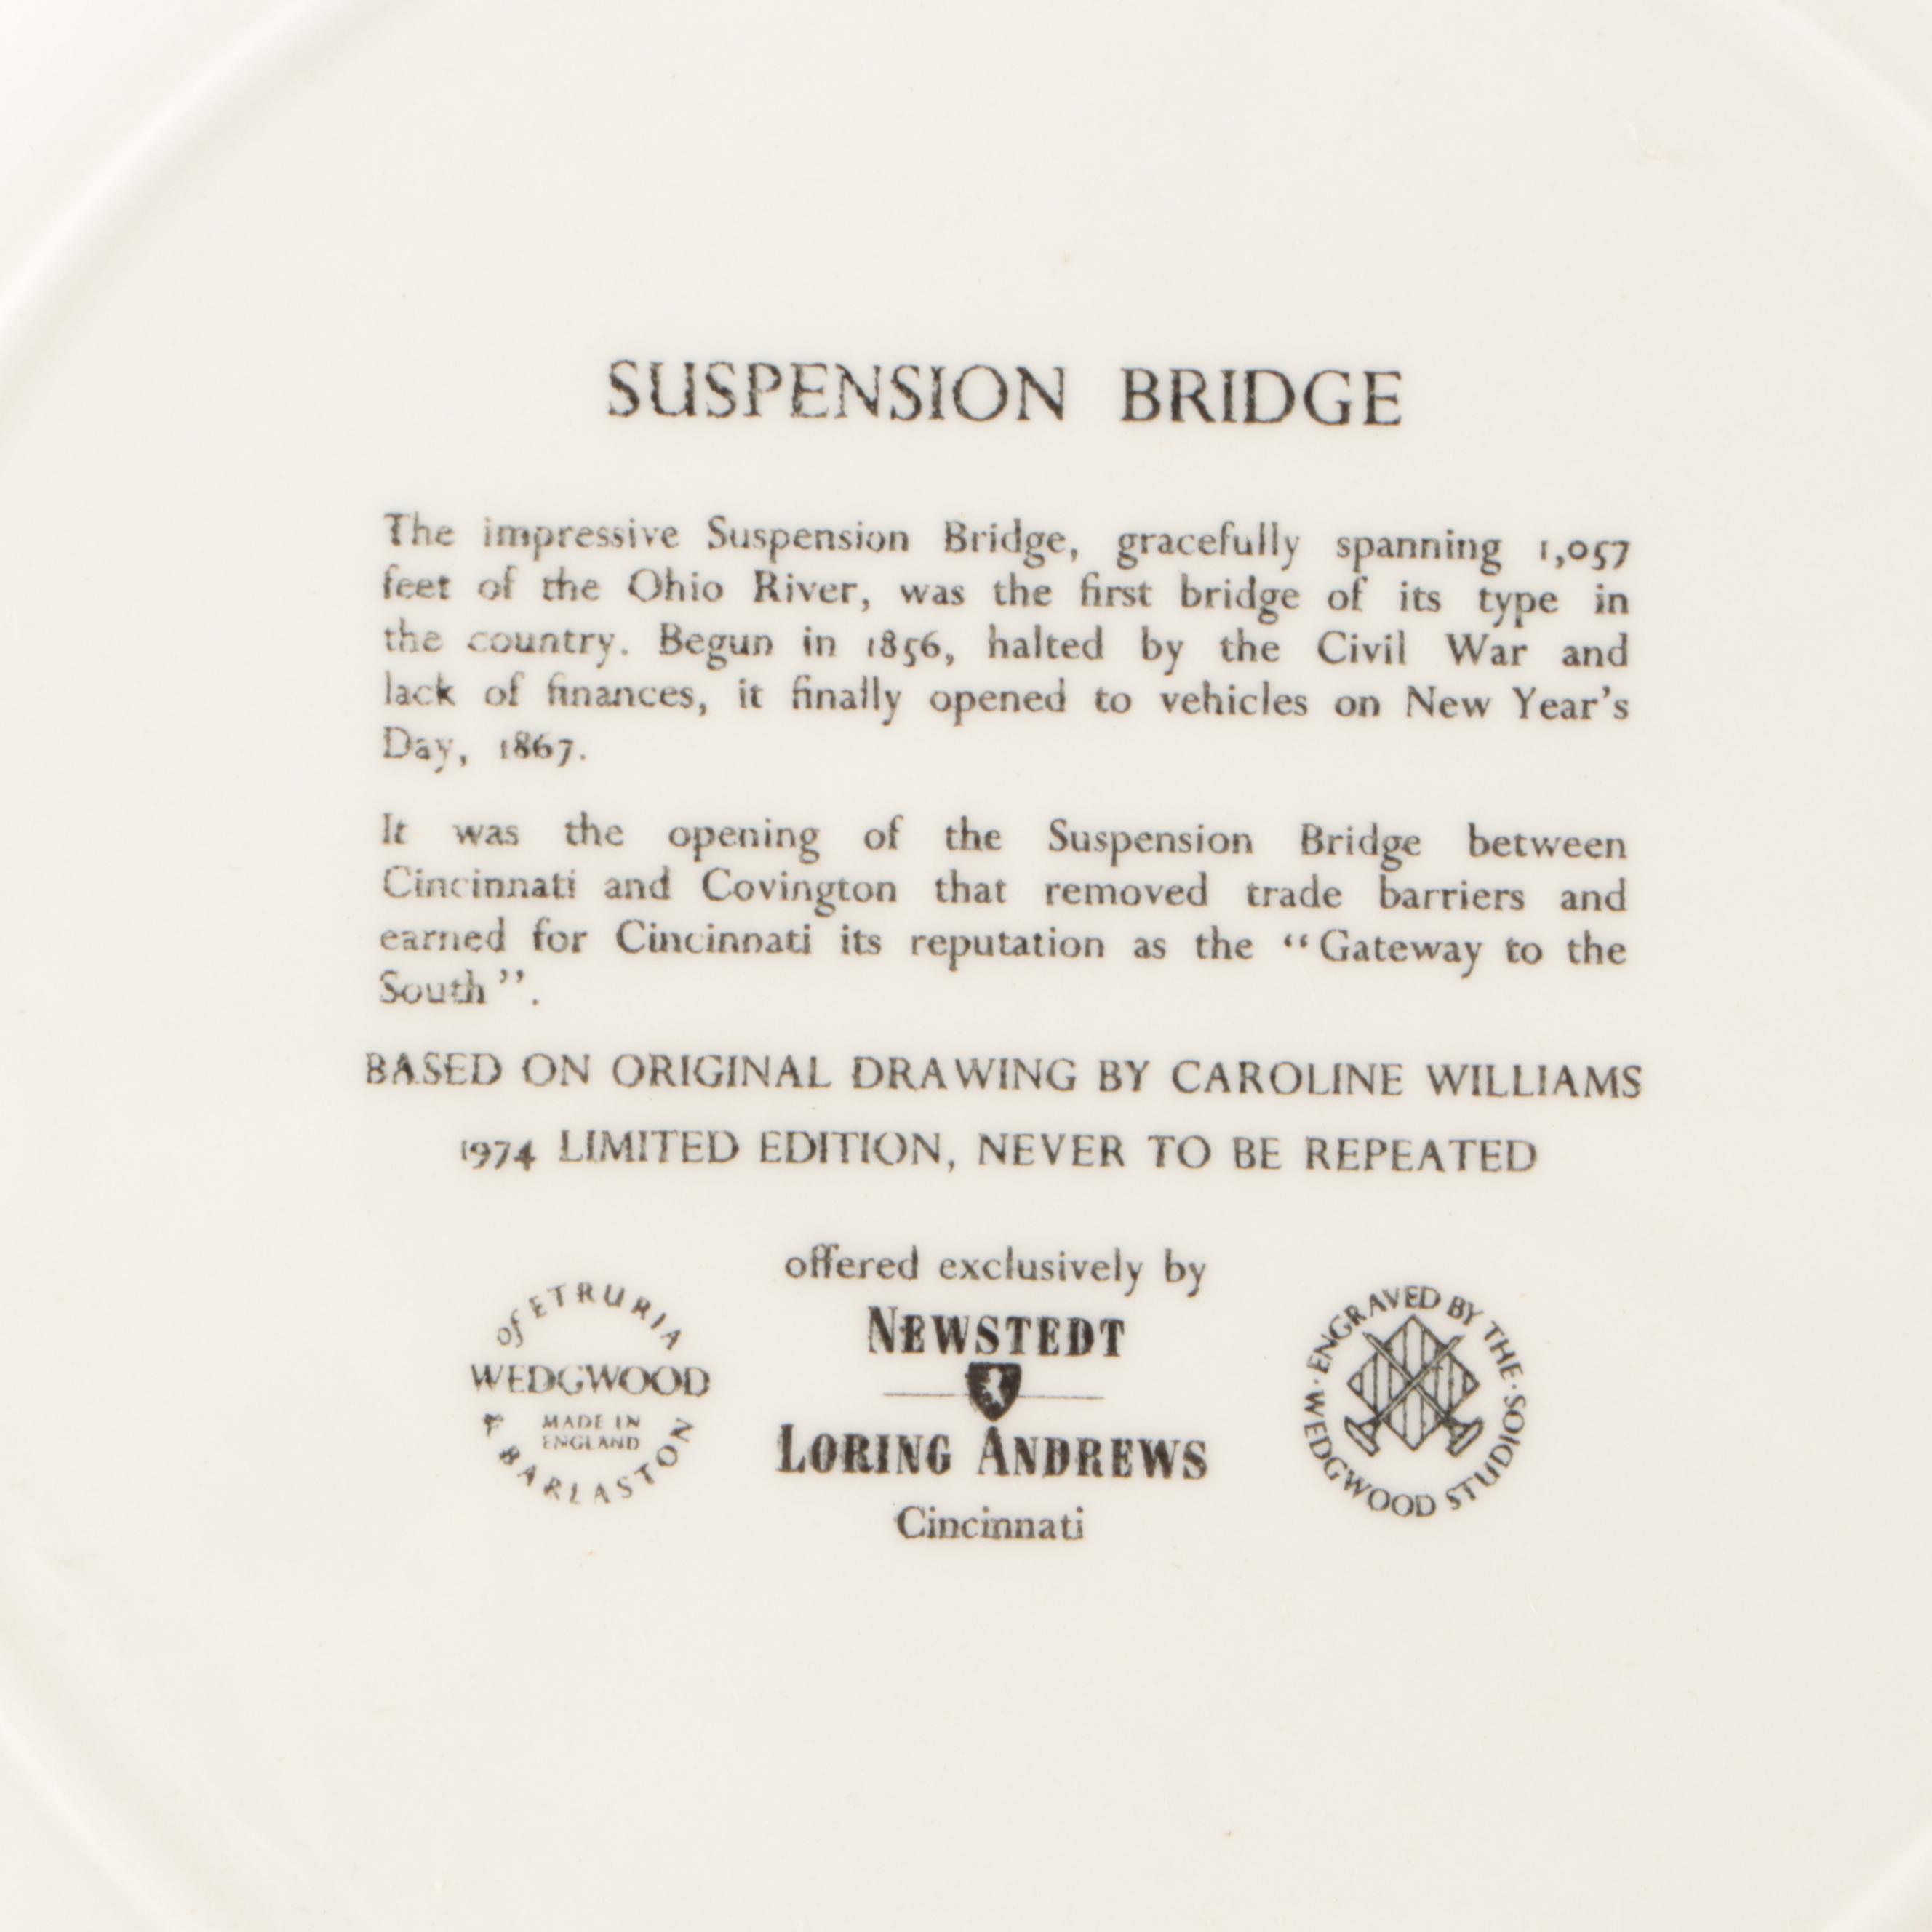 SUSPENSION BRIDGE
The impressive Suspension Bridge, gracefully spanning 1,057
feet of the Ohio River, was the first bridge of its type in
the country. Begun in 1856, halted by the Civil War and
lack of finances, it finally opened to vehicles on New Year's
Day, 1867.
It was the opening of the Suspension Bridge between
Cincinnati and Covington that removed trade barriers and
earned for Cincinnati its reputation as the “Gateway to the
South”.
BASED ON ORIGINAL DRAWING BY CAROLINE WILLIAMS
1974 LIMITED EDITION, NEVER TO BE REPEATED
of ETRURIA
WEDGWOOD
MADE IN
ENGLAND
& BARLASTON
offered exclusively by
NEWSTEDT
LORING ANDREWS
Cincinnati
ENGRAVED BY THE · WEDGWOOD STUDIOS ·